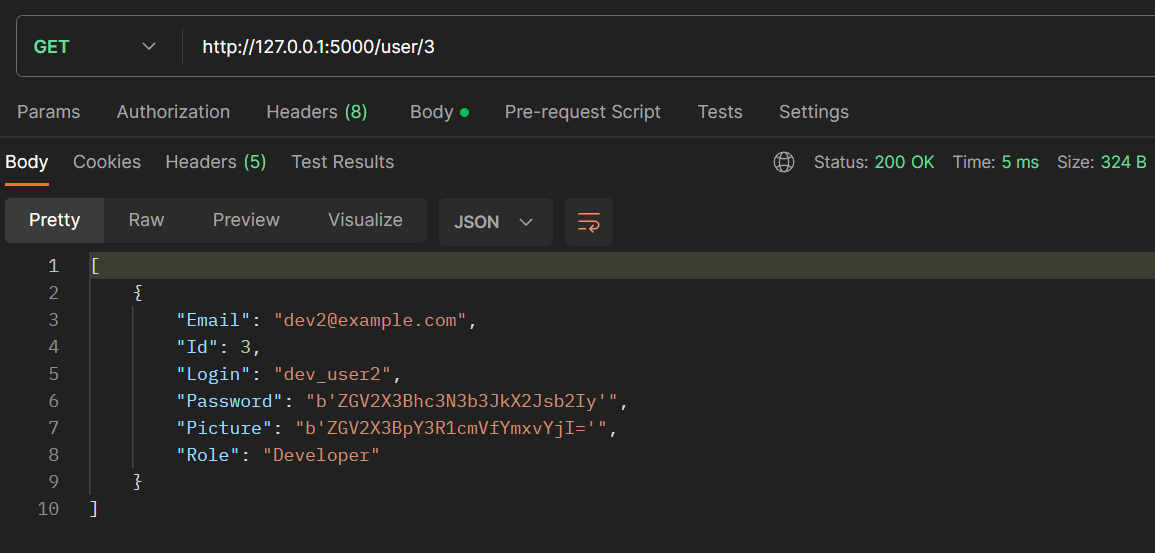 GET http://127.0.0.1:5000/user/3
Params Authorization Headers (8) Body Pre-request Script Tests Settings
Body Cookies Headers (5) Test Results Status: 200 OK Time: 5 ms Size: 324 B
Pretty Raw Preview Visualize JSON
1 [
2 {
3 "Email": "dev2@example.com",
4 "Id": 3,
5 "Login": "dev_user2",
6 "Password": "b'ZGV2X3Bhc3N3b3JkX2Jsb2Iy'",
7 "Picture": "b'ZGV2X3BpY3R1cmVfYmxvYjI='",
8 "Role": "Developer"
9 }
10 ]